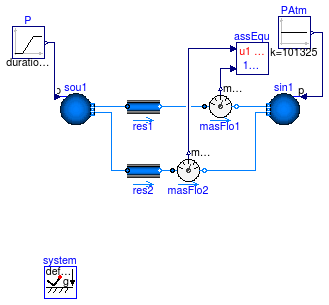 P
PAtm
assEqu
u1 ...
1...
duratio...
k=101325
p
sou1
m...
sin1
p
res1
masFlo1
m...
res2
masFlo2
system
def...
g